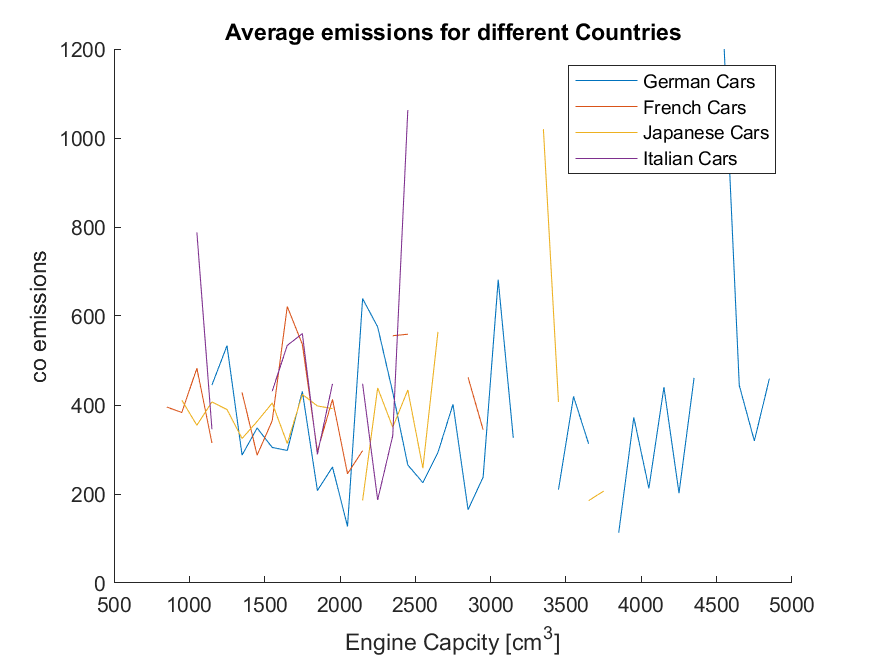 Average emissions for different Countries
1200
1000
800
600
400
200
0
co emissions
German Cars
French Cars
Japanese Cars
Italian Cars
500 1000 1500 2000 2500 3000 3500 4000 4500 5000
Engine Capcity [cm³]